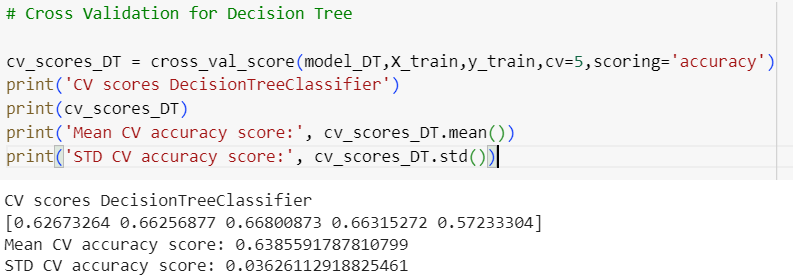 # Cross Validation for Decision Tree
cv_scores_DT = cross_val_score(model_DT,X_train,y_train,cv=5,scoring='accuracy')
print('CV scores DecisionTreeClassifier')
print(cv_scores_DT)
print('Mean CV accuracy score:', cv_scores_DT.mean())
print('STD CV accuracy score:', cv_scores_DT.std())
CV scores DecisionTreeClassifier
[0.62673264 0.66256877 0.66800873 0.66315272 0.57233304]
Mean CV accuracy score: 0.6385591787810799
STD CV accuracy score: 0.03626112918825461